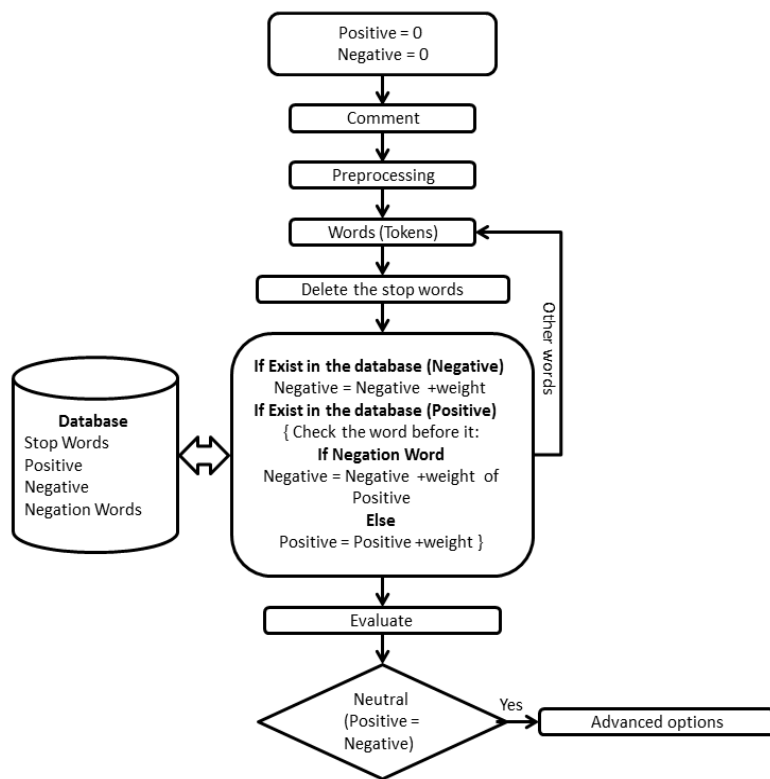 Positive = 0
Negative = 0
Comment
Preprocessing
Words (Tokens)
Delete the stop words
Other words
If Exist in the database (Negative)
Negative = Negative +weight
If Exist in the database (Positive)
{ Check the word before it:
If Negation Word
Negative = Negative +weight of
Positive
Else
Positive = Positive +weight }
Database
Stop Words
Positive
Negative
Negation Words
Evaluate
Neutral
(Positive =
Negative)
Yes
Advanced options